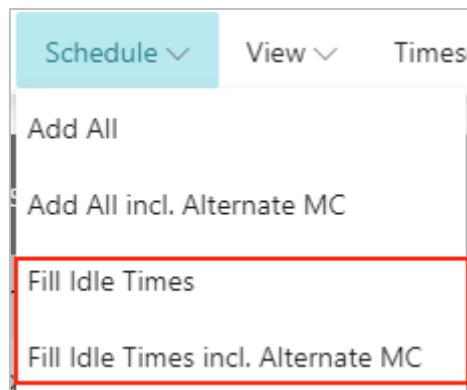 Schedule View Times
Add All
Add All incl. Alternate MC
Fill Idle Times
Fill Idle Times incl. Alternate MC